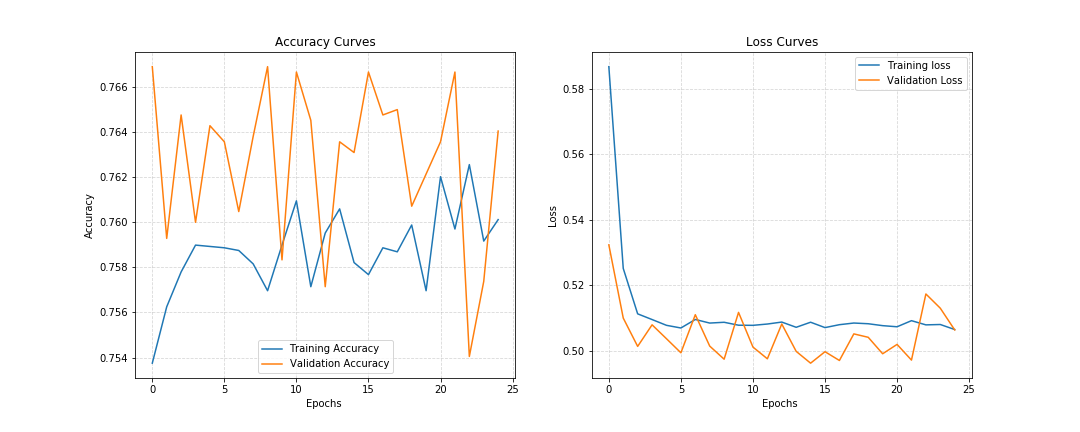 Accuracy Curves
Accuracy
0.766
0.764
0.762
0.760
0.758
0.756
0.754
Training Accuracy
Validation Accuracy
0 5 10 15 20 25
Epochs
Loss Curves
Loss
0.58
0.56
0.54
0.52
0.50
Training loss
Validation Loss
0 5 10 15 20 25
Epochs